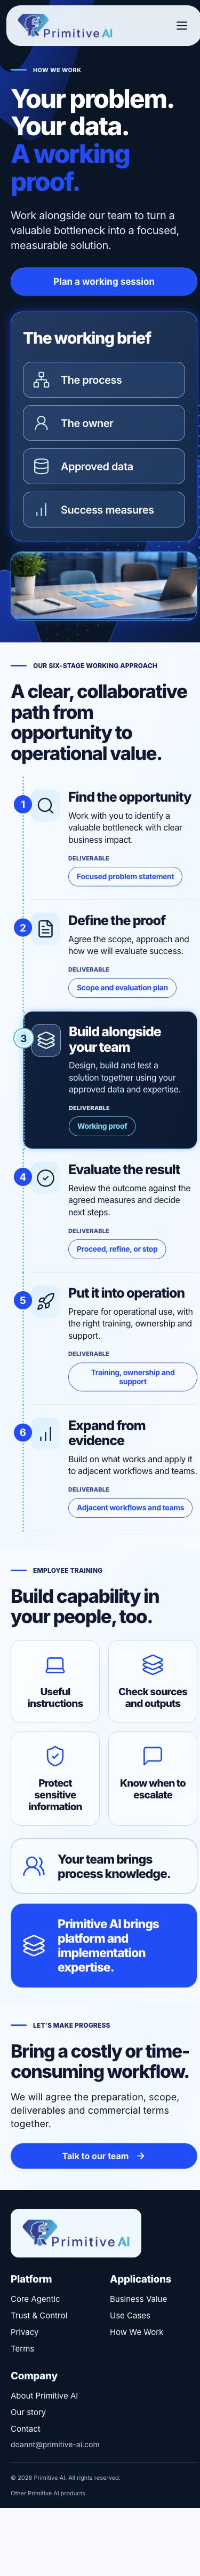 Primitive AI
HOW WE WORK
Your problem.
Your data.
A working
proof.
Work alongside our team to turn a
valuable workflow into a focused,
measurable solution.
Plan a working session
The working brief
The process
The owner
Approved data
Success measures
OUR SIX-STAGE WORKING APPROACH
A clear, collaborative
path from
opportunity to
operational value.
1
Find the opportunity
Work with you to identify a
valuable bottleneck with clear
business impact.
DELIVERABLE
Focused problem statement
2
Define the proof
Agree the scope, approach and
how we will evaluate success.
DELIVERABLE
Scope and evaluation plan
3
Build alongside
your team
Design, build and test a
solution together using your
approved data and expertise.
DELIVERABLE
Working proof
4
Evaluate the result
Review the outcome against the
agreed measures and decide
next steps.
DELIVERABLE
Proceed, refine, or stop
5
Put it into operation
Prepare for operational use, with
the right training, ownership and
support.
DELIVERABLE
Training, ownership and
support
6
Expand from
evidence
Build on what works and apply it
to adjacent workflows and teams.
DELIVERABLE
Adjacent workflows and teams
EMPLOYEE TRAINING
Build capability in
your people, too.
Useful
instructions
Check sources
and outputs
Protect
sensitive
information
Know when to
escalate
Your team brings
process knowledge.
Primitive AI brings
platform and
implementation
expertise.
LET'S MAKE PROGRESS
Bring a costly or time-
consuming workflow.
We will agree the preparation, scope,
deliverables and commercial terms
together.
Talk to our team
Primitive AI
Platform
Core Agentic
Trust & Control
Privacy
Terms
Applications
Business Value
Use Cases
How We Work
Company
About Primitive AI
Our story
Contact
doannt@primitive-ai.com
© 2026 Primitive AI. All rights reserved.
Other Primitive AI products